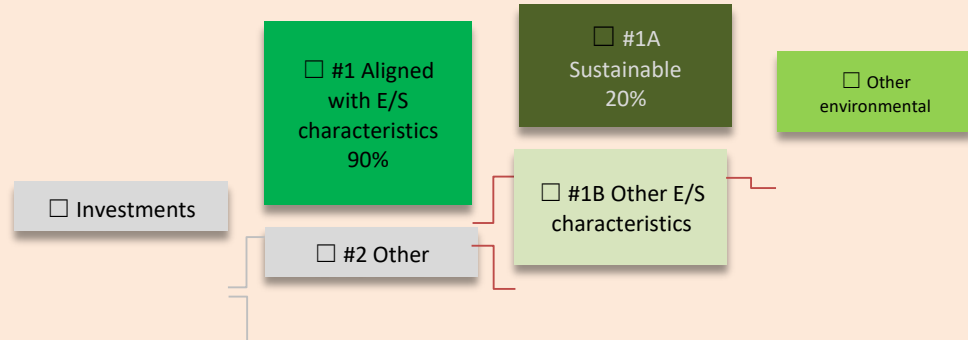 ☐ Investments
☐ #1 Aligned
with E/S
characteristics
90%
☐ #2 Other
☐ #1A
Sustainable
20%
☐ #1B Other E/S
characteristics
☐ Other
environmental